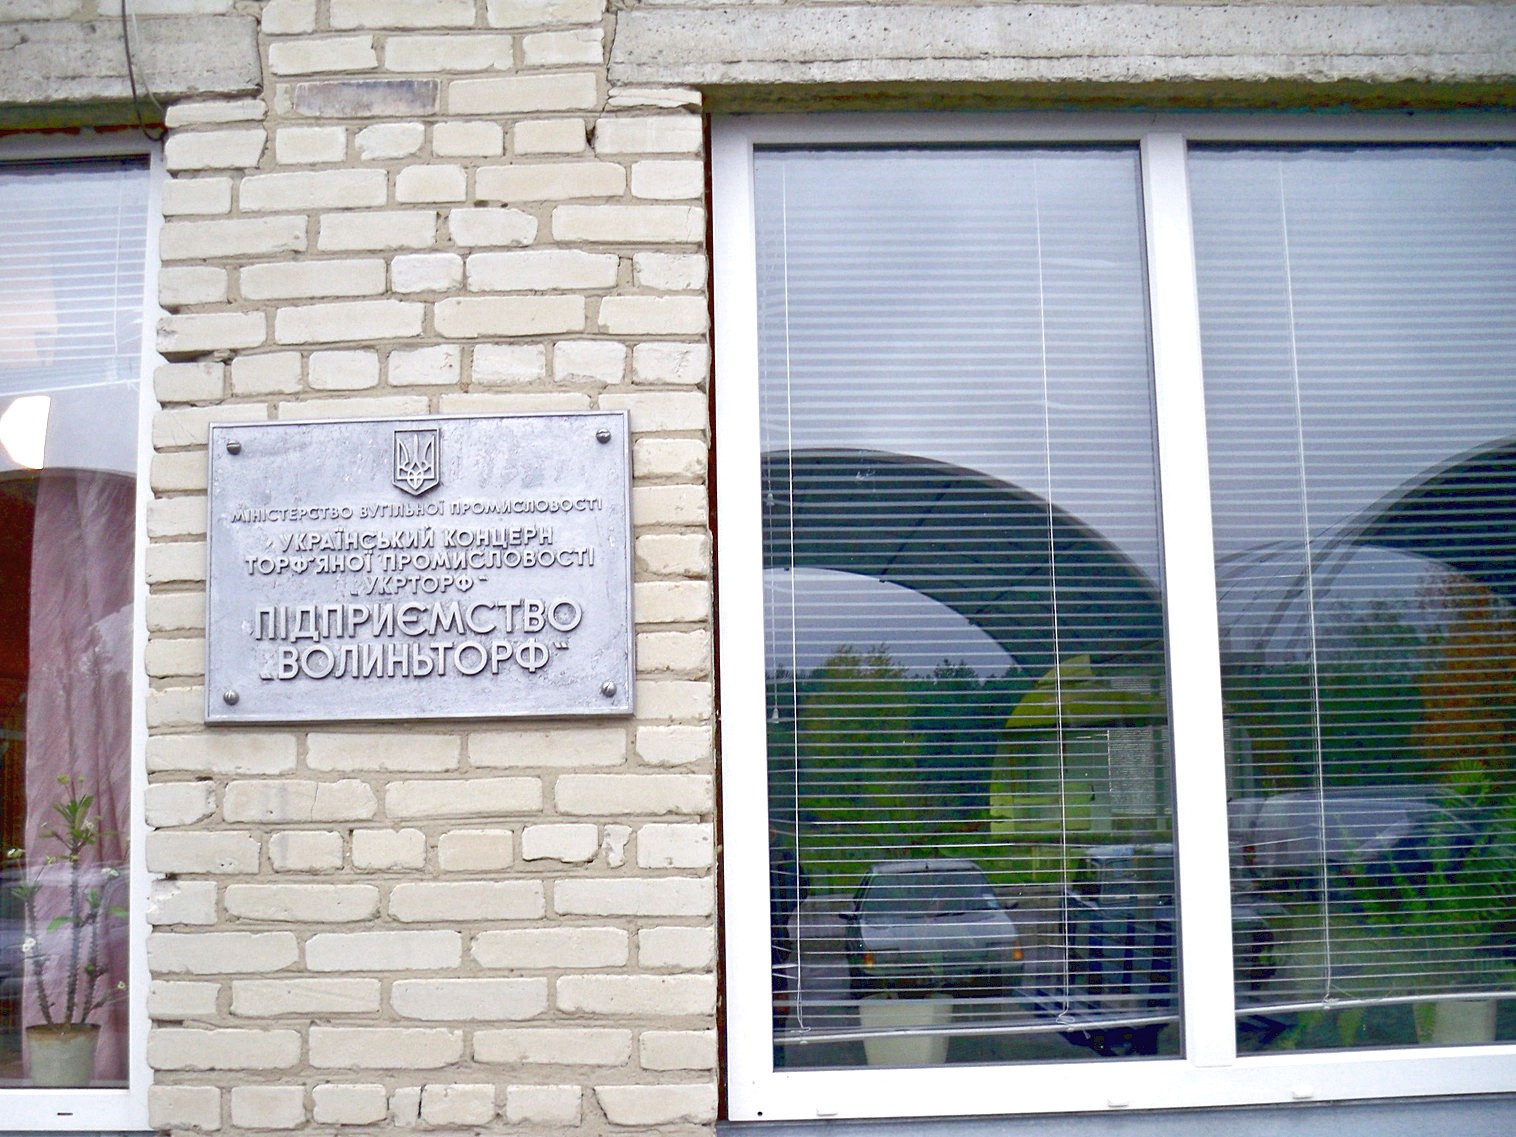 МІНІСТЕРСТВО ВУГІЛЬНОЇ ПРОМИСЛОВОСТІ
УКРАЇНСЬКИЙ КОНЦЕРН
ТОРФ'ЯНОЇ ПРОМИСЛОВОСТІ
„УКРТОРФ“
ПІДПРИЄМСТВО
„ВОЛИНЬТОРФ“